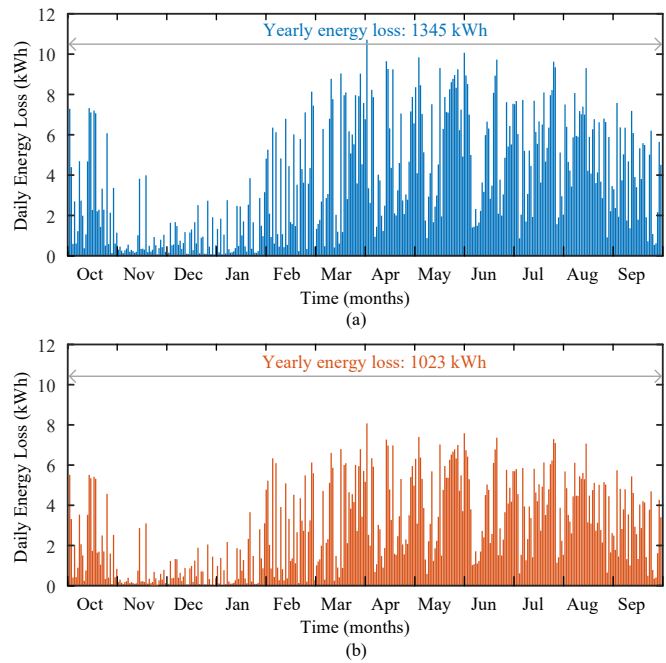 12
Yearly energy loss: 1345 kWh
10
8
6
4
2
0
Daily Energy Loss (kWh)
Oct Nov Dec Jan Feb Mar Apr May Jun Jul Aug Sep
Time (months)
(a)
12
Yearly energy loss: 1023 kWh
10
8
6
4
2
0
Daily Energy Loss (kWh)
Oct Nov Dec Jan Feb Mar Apr May Jun Jul Aug Sep
Time (months)
(b)